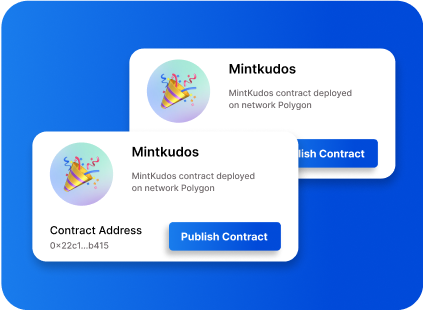 Mintkudos
MintKudos contract deployed
on network Polygon
lish Contract
Mintkudos
MintKudos contract deployed
on network Polygon
Contract Address
0x22c1...b415
Publish Contract